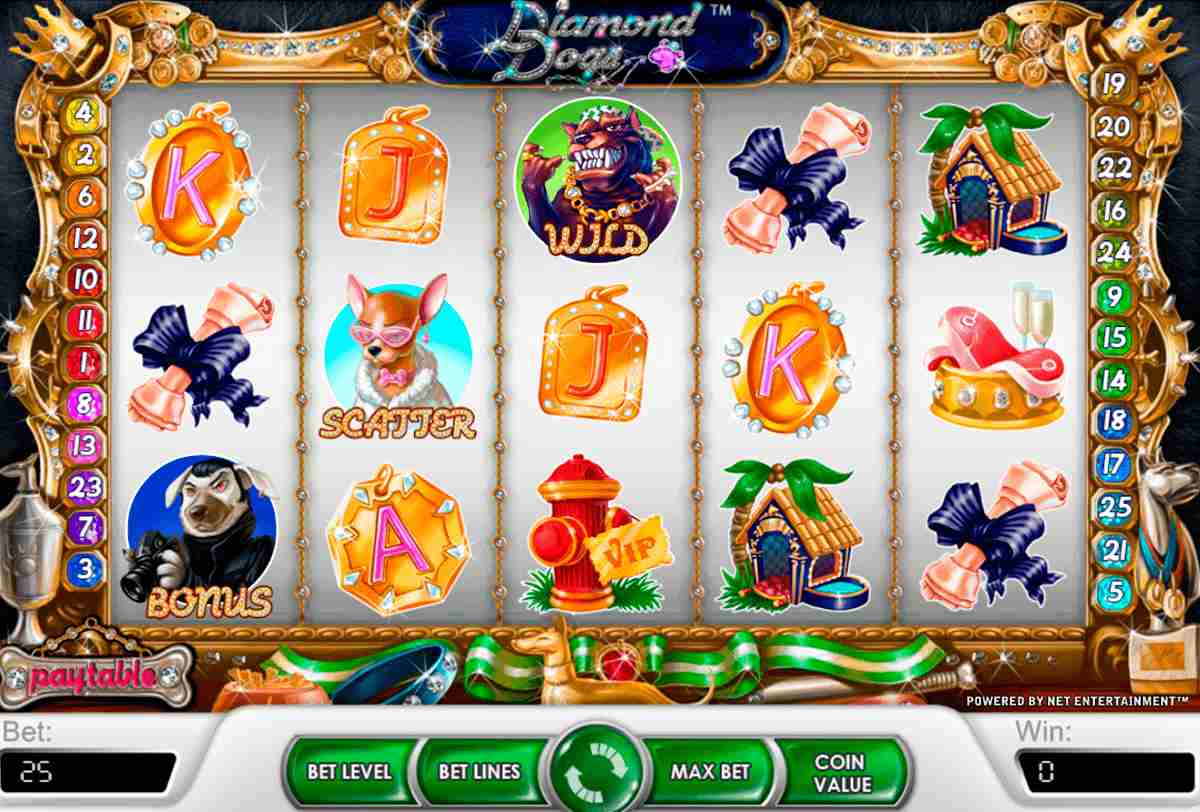 Diamond™
Dogs
4
2
6
12
10
11
1
8
13
23
7
3
K
J
WILD
SCATTER
J
K
BONUS
A
VIP
19
20
22
16
24
9
15
14
18
17
25
21
5
paytable
POWERED BY NET ENTERTAINMENT™
Bet:
25
BET LEVEL
BET LINES
MAX BET
COIN
VALUE
Win:
0